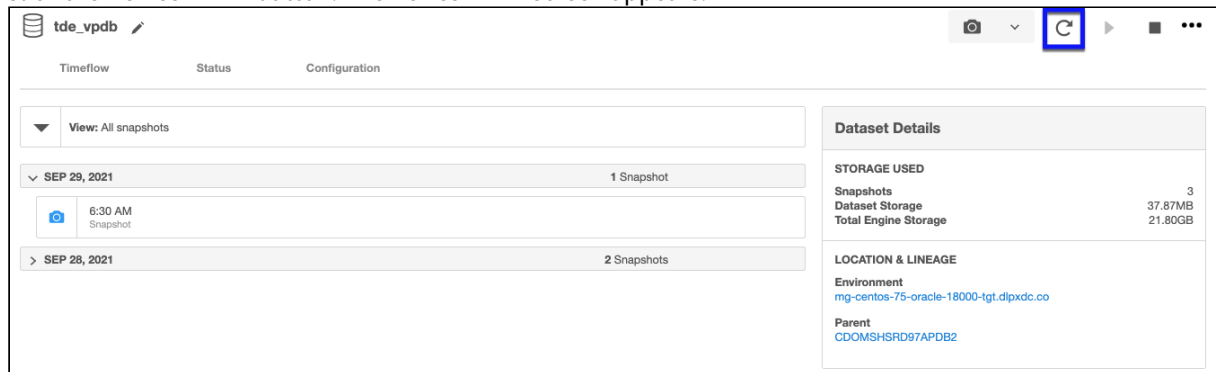 tde_vpdb
Timeflow Status Configuration
View: All snapshots
SEP 29, 2021 1 Snapshot
6:30 AM
Snapshot
SEP 28, 2021 2 Snapshots
Dataset Details
STORAGE USED
Snapshots 3
Dataset Storage 37.87MB
Total Engine Storage 21.80GB
LOCATION & LINEAGE
Environment
mg-centos-75-oracle-18000-tgt.dlpxdc.co
Parent
CDOMSHSRD97APDB2